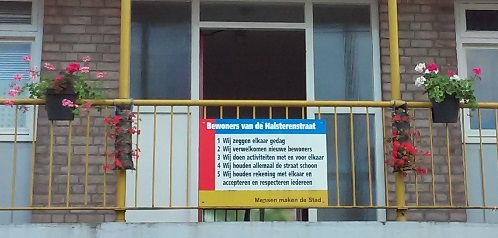 Bewoners van de Halsterenstraat
1 Wij zeggen elkaar gedag
2 Wij verwelkomen nieuwe bewoners
3 Wij doen activiteiten met en voor elkaar
4 Wij houden allemaal de straat schoon
5 Wij houden rekening met elkaar en
accepteren en respecteren iedereen
Mensen maken de Stad